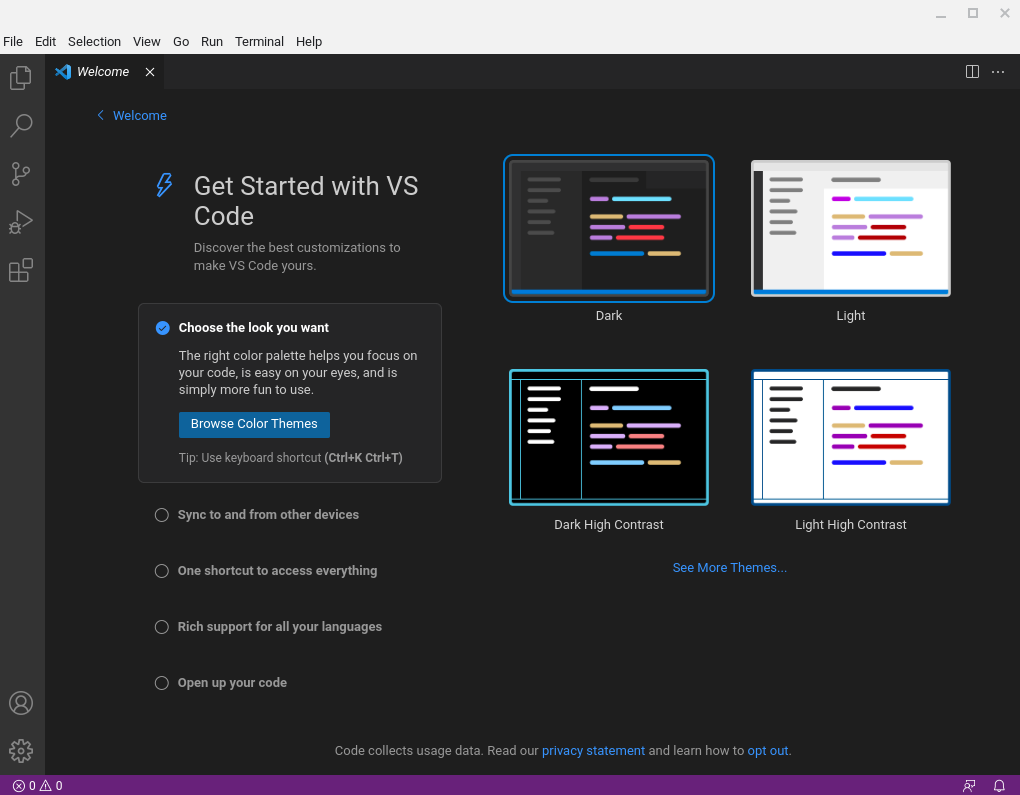 File Edit Selection View Go Run Terminal Help
Welcome
Welcome
Get Started with VS
Code
Discover the best customizations to
make VS Code yours.
Choose the look you want
The right color palette helps you focus on
your code, is easy on your eyes, and is
simply more fun to use.
Browse Color Themes
Tip: Use keyboard shortcut (Ctrl+K Ctrl+T)
Sync to and from other devices
One shortcut to access everything
Rich support for all your languages
Open up your code
Dark
Light
Dark High Contrast
Light High Contrast
See More Themes...
Code collects usage data. Read our privacy statement and learn how to opt out.
0 0